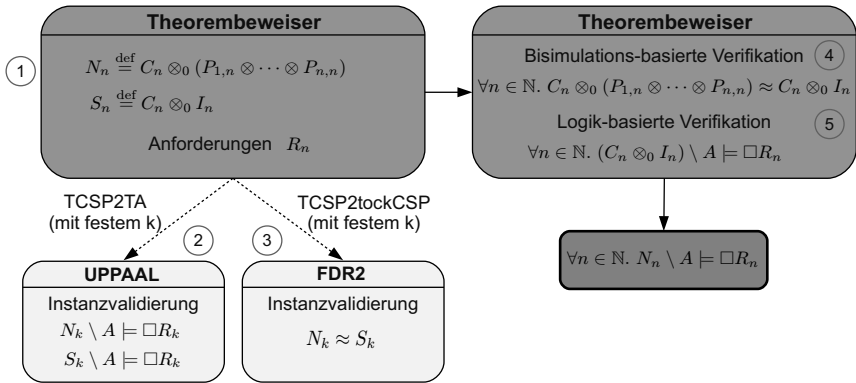 Theorembeweiser
1
N_n ≝ C_n ⊗_0 (P_{1,n} ⊗ ⋯ ⊗ P_{n,n})
S_n ≝ C_n ⊗_0 I_n
Anforderungen R_n
Theorembeweiser
Bisimulations-basierte Verifikation 4
∀n ∈ ℕ. C_n ⊗_0 (P_{1,n} ⊗ ⋯ ⊗ P_{n,n}) ≈ C_n ⊗_0 I_n
Logik-basierte Verifikation 5
∀n ∈ ℕ. (C_n ⊗_0 I_n) \ A ⊨ □R_n
TCSP2TA
(mit festem k)
2
TCSP2tockCSP
(mit festem k)
3
UPPAAL
Instanzvalidierung
N_k \ A ⊨ □R_k
S_k \ A ⊨ □R_k
FDR2
Instanzvalidierung
N_k ≈ S_k
∀n ∈ ℕ. N_n \ A ⊨ □R_n